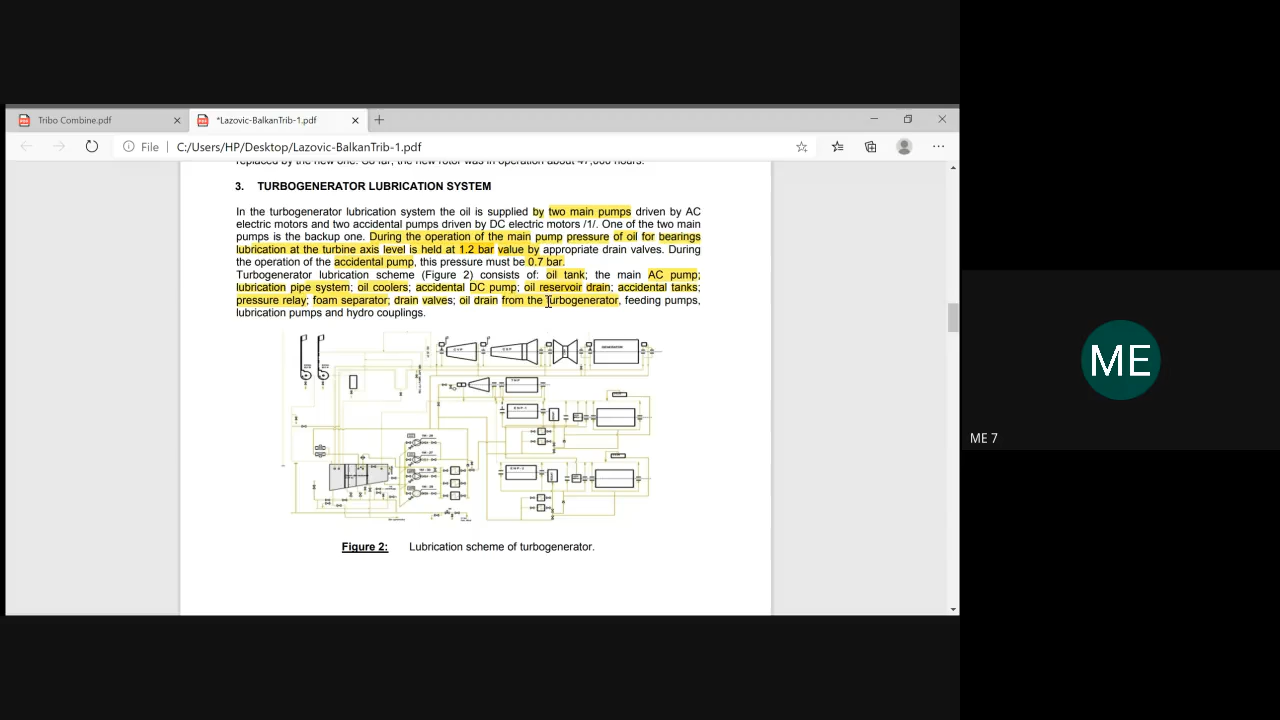 Tribo Combine.pdf
*Lazovic-BalkanTrib-1.pdf
File
C:/Users/HP/Desktop/Lazovic-BalkanTrib-1.pdf
3. TURBOGENERATOR LUBRICATION SYSTEM
In the turbogenerator lubrication system the oil is supplied by two main pumps driven by AC
electric motors and two accidental pumps driven by DC electric motors /1/. One of the two main
pumps is the backup one. During the operation of the main pump pressure of oil for bearings
lubrication at the turbine axis level is held at 1.2 bar value by appropriate drain valves. During
the operation of the accidental pump, this pressure must be 0.7 bar.
Turbogenerator lubrication scheme (Figure 2) consists of: oil tank; the main AC pump;
lubrication pipe system; oil coolers; accidental DC pump; oil reservoir drain; accidental tanks;
pressure relay; foam separator; drain valves; oil drain from the turbogenerator, feeding pumps,
lubrication pumps and hydro couplings.
Figure 2: Lubrication scheme of turbogenerator.
ME
ME 7